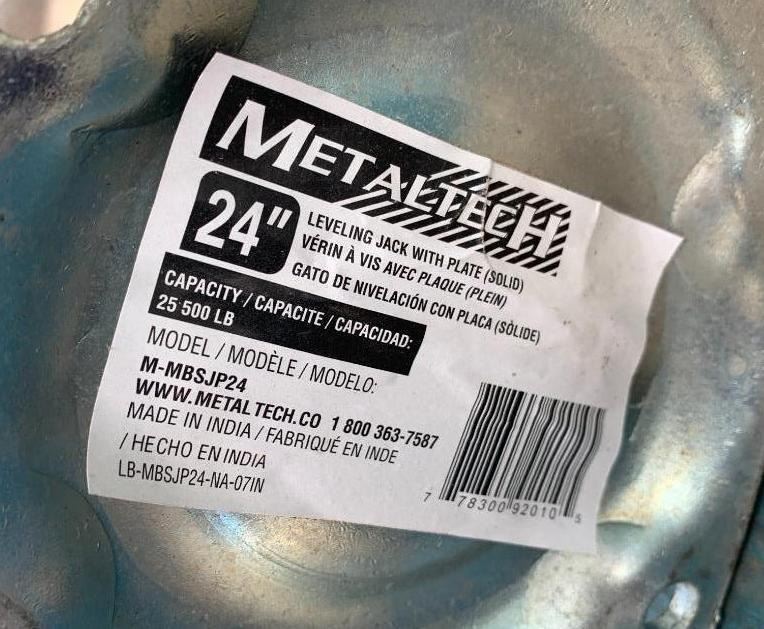 METALTECH
24"
LEVELING JACK WITH PLATE (SOLID)
VÉRIN À VIS AVEC PLAQUE (PLEIN)
GATO DE NIVELACIÓN CON PLACA (SÒLIDE)
CAPACITY / CAPACITE / CAPACIDAD:
25 500 LB
MODEL / MODÈLE / MODELO:
M-MBSJP24
WWW.METALTECH.CO 1 800 363-7587
MADE IN INDIA / FABRIQUÉ EN INDE
/ HECHO EN INDIA
LB-MBSJP24-NA-07IN
7 78300 92010 5